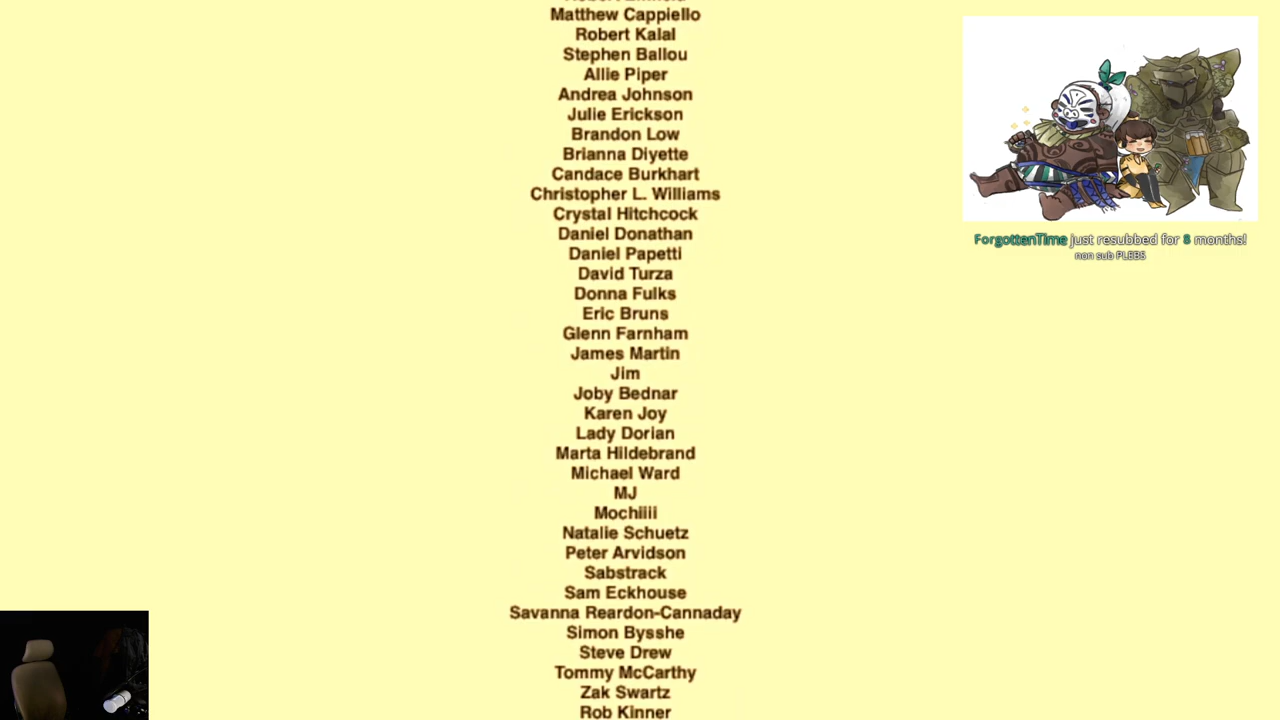 Matthew Cappiello
Robert Kalal
Stephen Ballou
Allie Piper
Andrea Johnson
Julie Erickson
Brandon Low
Brianna Diyette
Candace Burkhart
Christopher L. Williams
Crystal Hitchcock
Daniel Donathan
Daniel Papetti
David Turza
Donna Fulks
Eric Bruns
Glenn Farnham
James Martin
Jim
Joby Bednar
Karen Joy
Lady Dorian
Marta Hildebrand
Michael Ward
MJ
Mochiiii
Natalie Schuetz
Peter Arvidson
Sabstrack
Sam Eckhouse
Savanna Reardon-Cannaday
Simon Bysshe
Steve Drew
Tommy McCarthy
Zak Swartz
Rob Kinner
ForgottenTime just resubbed for 8 months!
non sub PLEBS